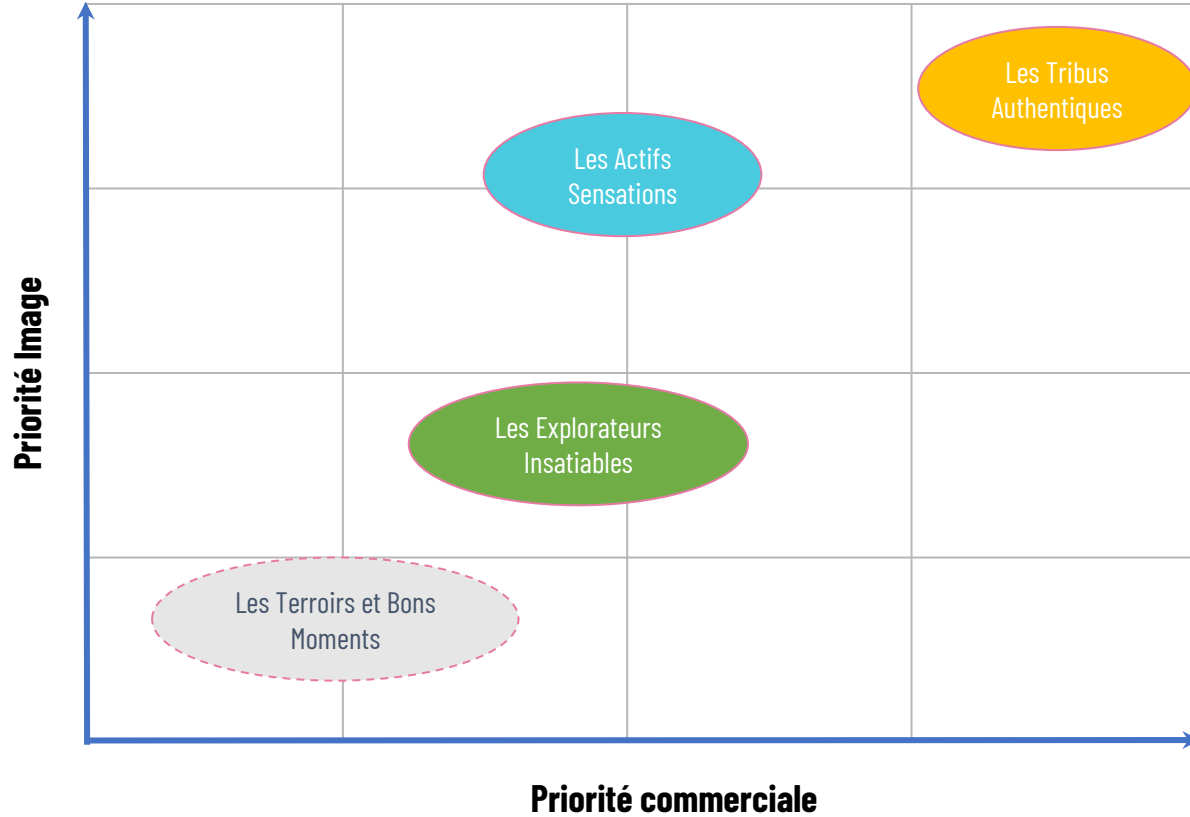 Les Tribus
Authentiques
Les Actifs
Sensations
Priorité Image
Les Explorateurs
Insatiables
Les Terroirs et Bons
Moments
Priorité commerciale